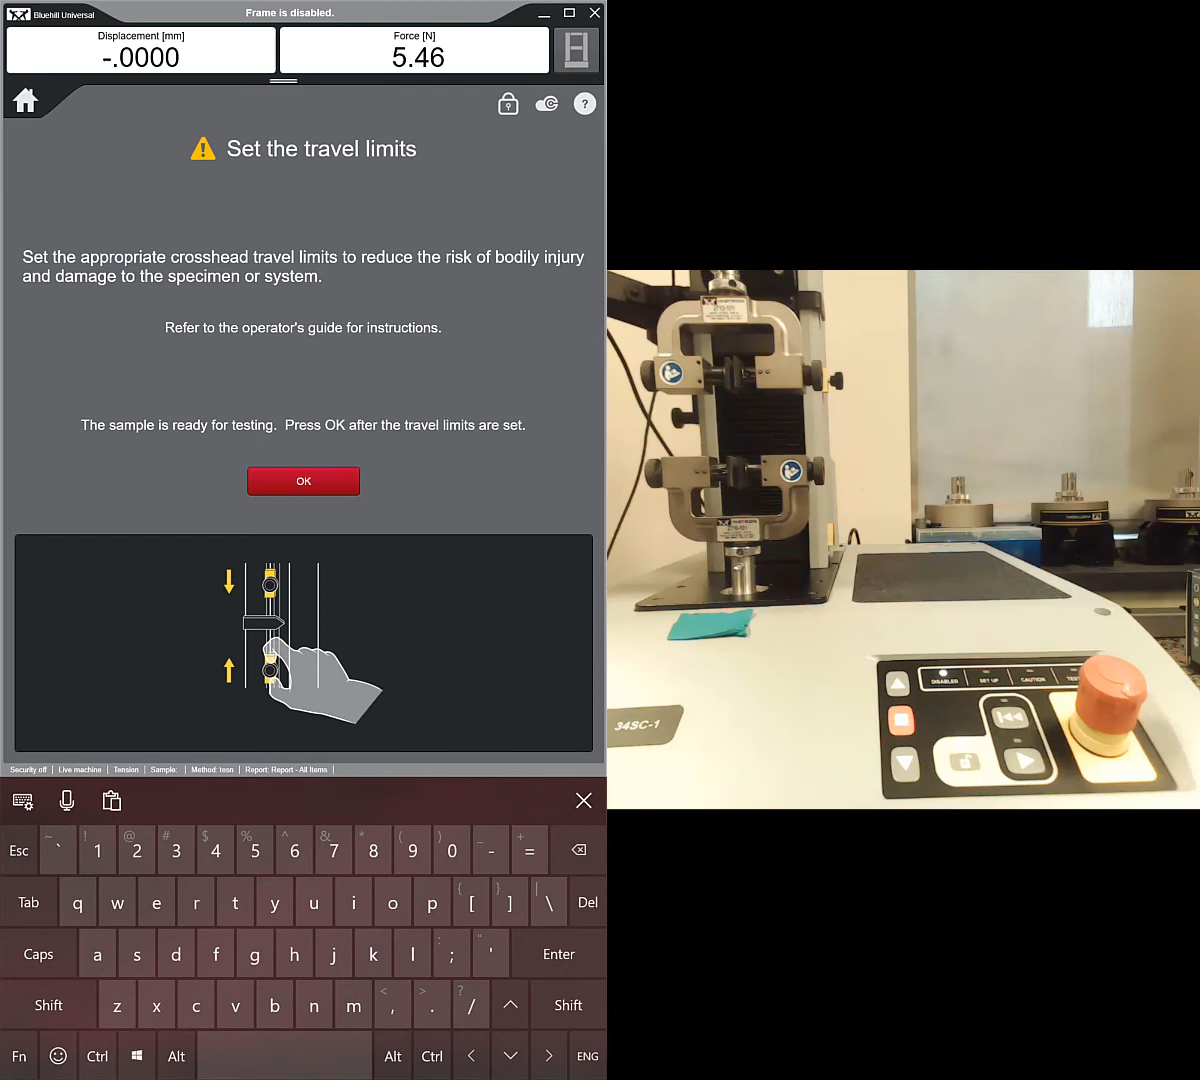 Bluehill Universal
Frame is disabled.
Displacement [mm]
-.0000
Force [N]
5.46
?
Set the travel limits
Set the appropriate crosshead travel limits to reduce the risk of bodily injury
and damage to the specimen or system.
Refer to the operator's guide for instructions.
The sample is ready for testing.  Press OK after the travel limits are set.
OK
Security off | Live machine | Tension | Sample: | Method: tesn | Report: Report - All Items |
Esc ~ ` ! 1 @ 2 # 3 $ 4 % 5 ^ 6 & 7 * 8 ( 9 ) 0 _ - + =
Tab q w e r t y u i o p { [ } ] | \ Del
Caps a s d f g h j k l : ; " ' Enter
Shift z x c v b n m < , > . ? / Shift
Fn Ctrl Alt Alt Ctrl ENG
2710-101
2710-101
34SC-1
DISABLED
SET UP
CAUTION